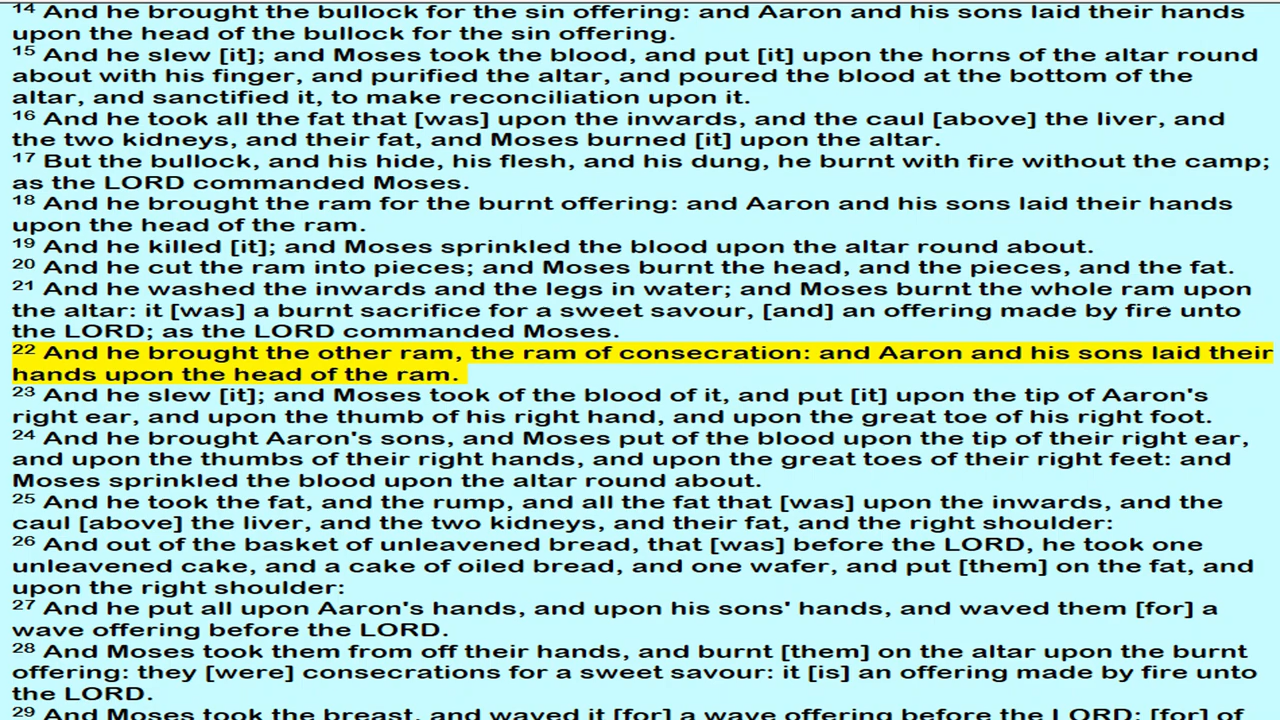 14 And he brought the bullock for the sin offering: and Aaron and his sons laid their hands
upon the head of the bullock for the sin offering.
15 And he slew [it]; and Moses took the blood, and put [it] upon the horns of the altar round
about with his finger, and purified the altar, and poured the blood at the bottom of the
altar, and sanctified it, to make reconciliation upon it.
16 And he took all the fat that [was] upon the inwards, and the caul [above] the liver, and
the two kidneys, and their fat, and Moses burned [it] upon the altar.
17 But the bullock, and his hide, his flesh, and his dung, he burnt with fire without the camp;
as the LORD commanded Moses.
18 And he brought the ram for the burnt offering: and Aaron and his sons laid their hands
upon the head of the ram.
19 And he killed [it]; and Moses sprinkled the blood upon the altar round about.
20 And he cut the ram into pieces; and Moses burnt the head, and the pieces, and the fat.
21 And he washed the inwards and the legs in water; and Moses burnt the whole ram upon
the altar: it [was] a burnt sacrifice for a sweet savour, [and] an offering made by fire unto
the LORD; as the LORD commanded Moses.
22 And he brought the other ram, the ram of consecration: and Aaron and his sons laid their
hands upon the head of the ram.
23 And he slew [it]; and Moses took of the blood of it, and put [it] upon the tip of Aaron's
right ear, and upon the thumb of his right hand, and upon the great toe of his right foot.
24 And he brought Aaron's sons, and Moses put of the blood upon the tip of their right ear,
and upon the thumbs of their right hands, and upon the great toes of their right feet: and
Moses sprinkled the blood upon the altar round about.
25 And he took the fat, and the rump, and all the fat that [was] upon the inwards, and the
caul [above] the liver, and the two kidneys, and their fat, and the right shoulder:
26 And out of the basket of unleavened bread, that [was] before the LORD, he took one
unleavened cake, and a cake of oiled bread, and one wafer, and put [them] on the fat, and
upon the right shoulder:
27 And he put all upon Aaron's hands, and upon his sons' hands, and waved them [for] a
wave offering before the LORD.
28 And Moses took them from off their hands, and burnt [them] on the altar upon the burnt
offering: they [were] consecrations for a sweet savour: it [is] an offering made by fire unto
the LORD.
29 And Moses took the breast, and waved it [for] a wave offering before the LORD: [for] of